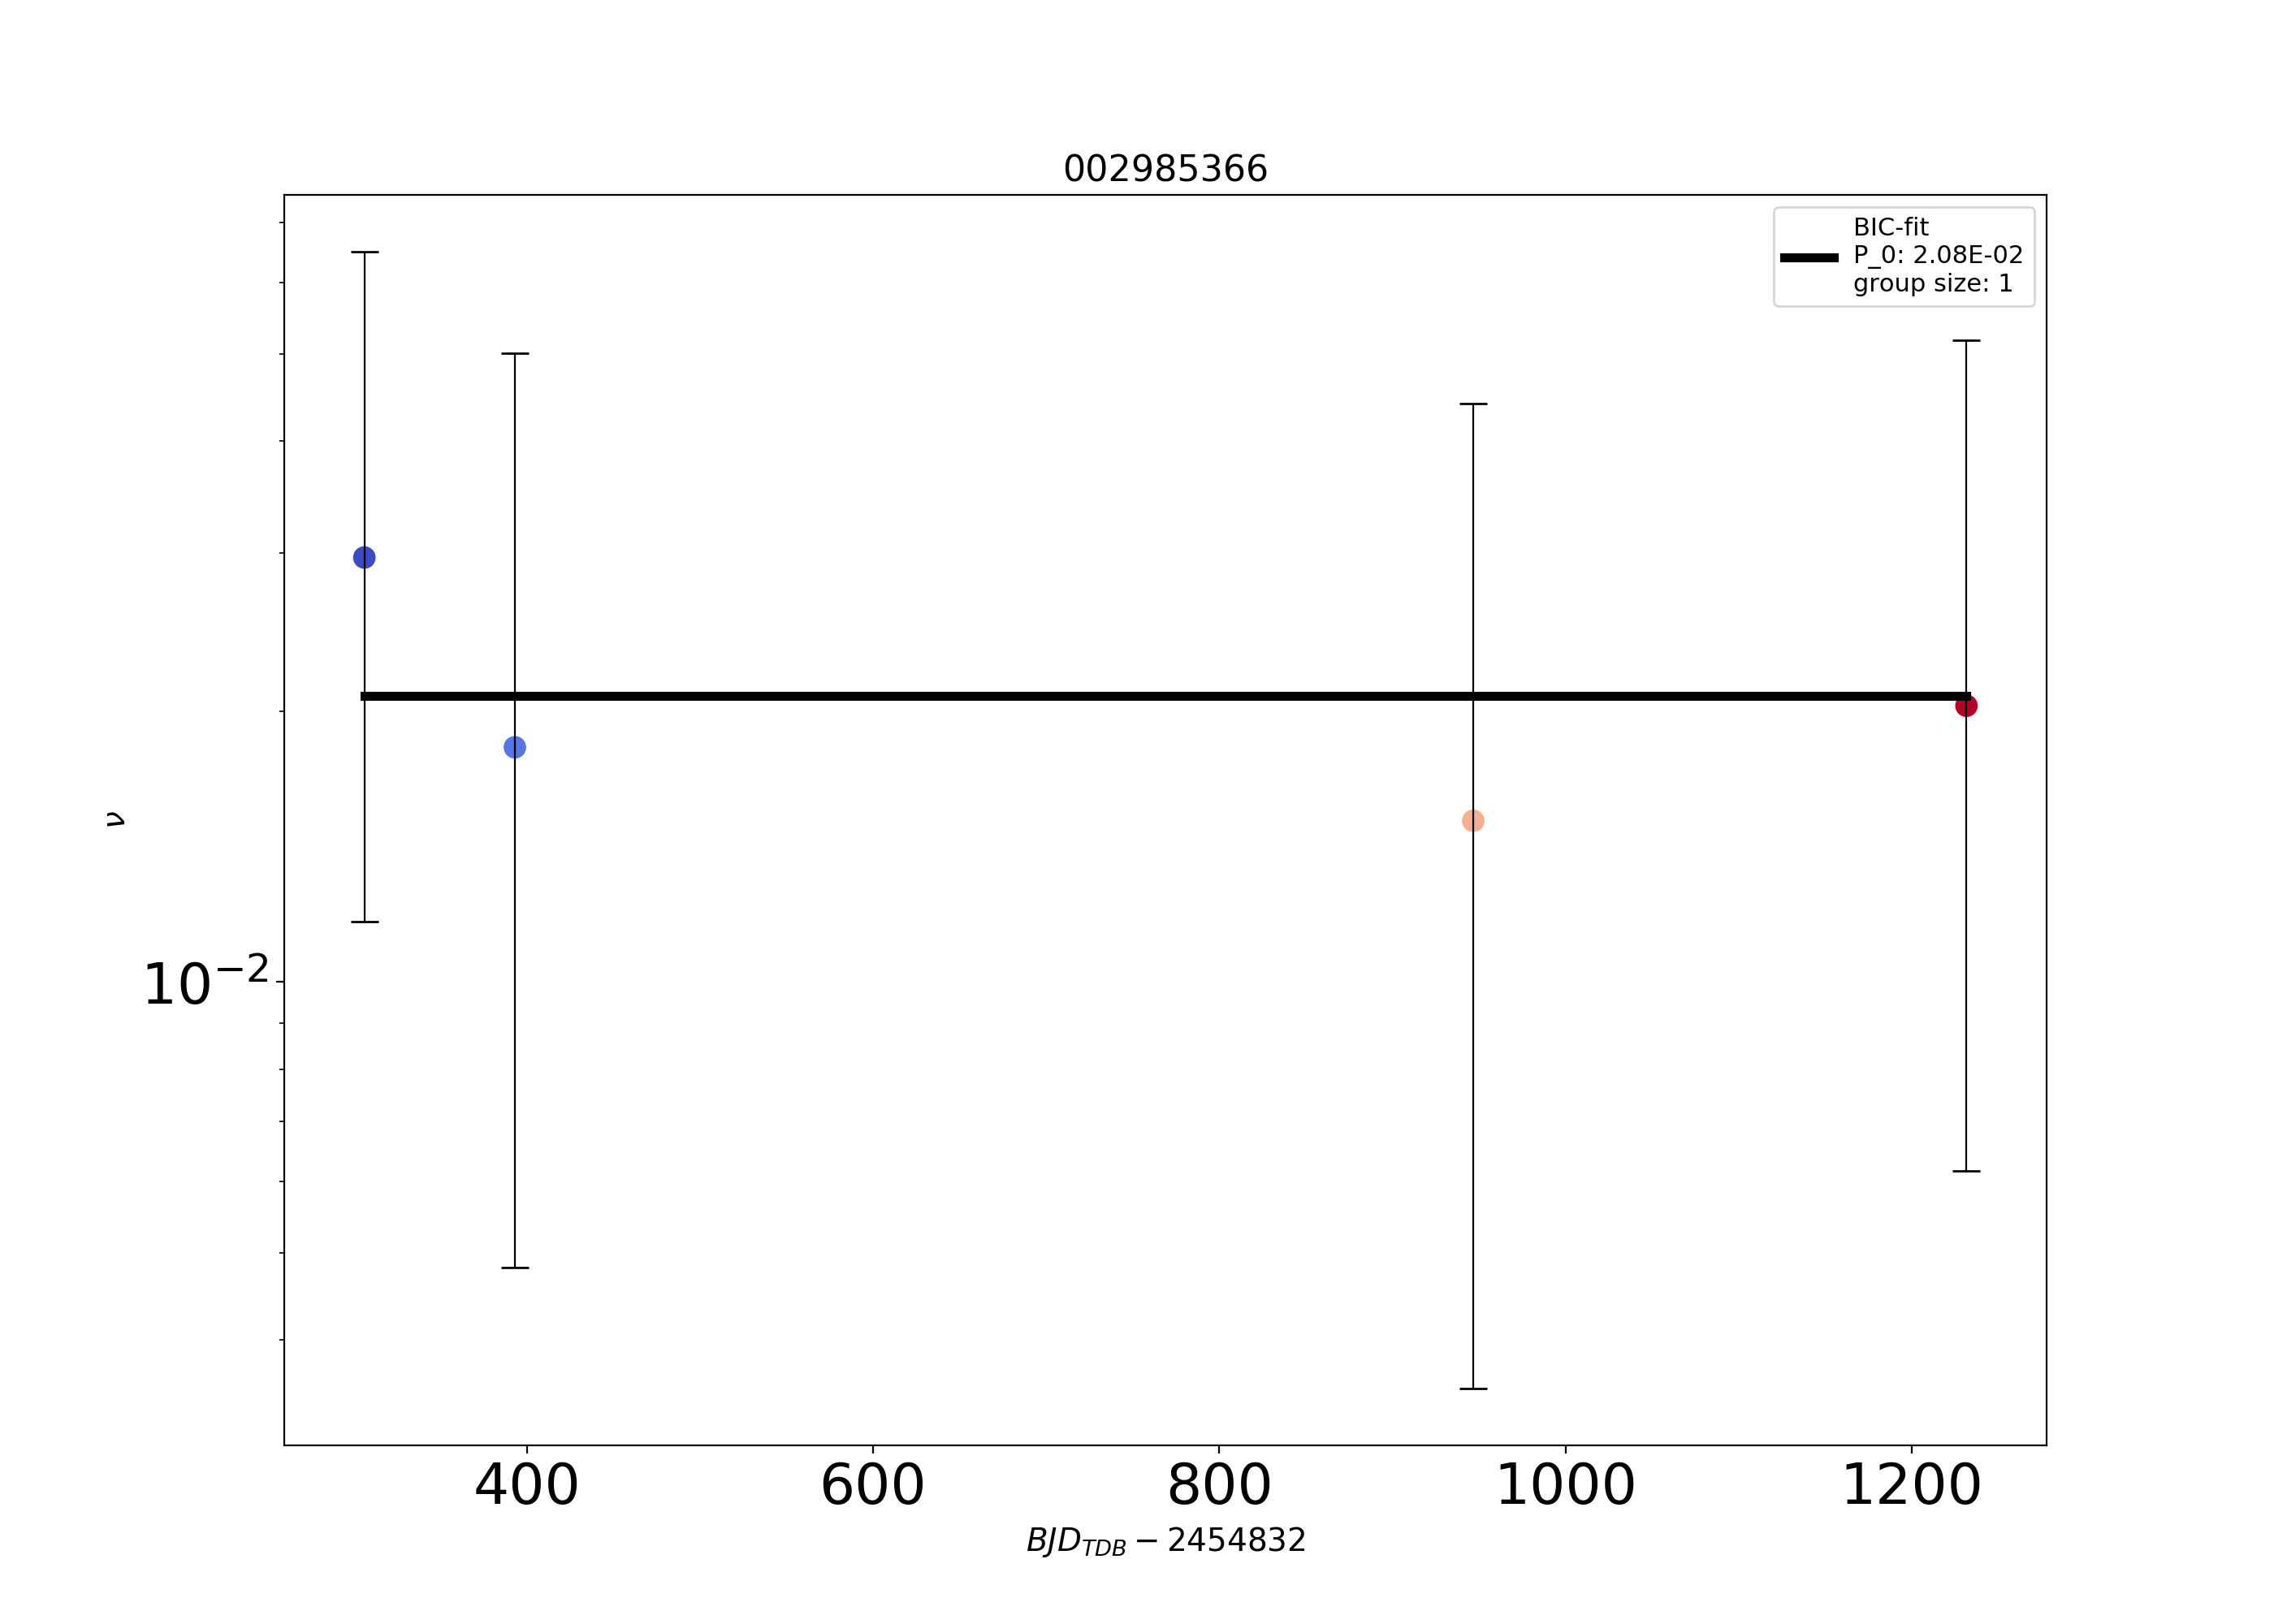 002985366
BIC-fit
P_0: 2.08E-02
group size: 1
ν
10⁻²
400 600 800 1000 1200
BJD_TDB − 2454832